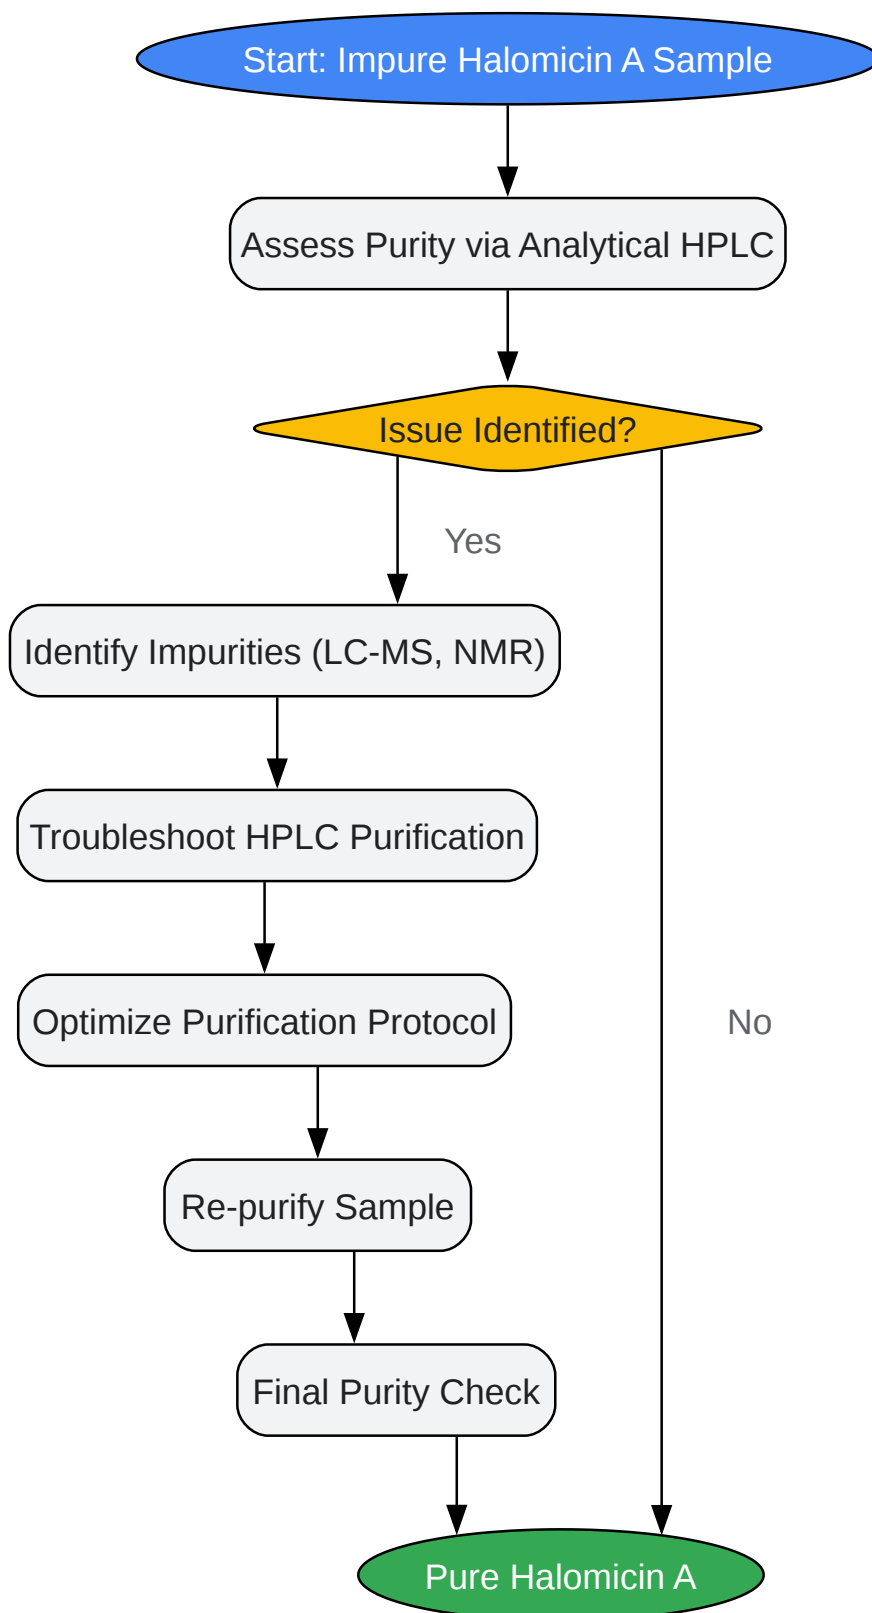 Start: Impure Halomicin A Sample
Assess Purity via Analytical HPLC
Issue Identified?
Yes
Identify Impurities (LC-MS, NMR)
Troubleshoot HPLC Purification
Optimize Purification Protocol
No
Re-purify Sample
Final Purity Check
Pure Halomicin A